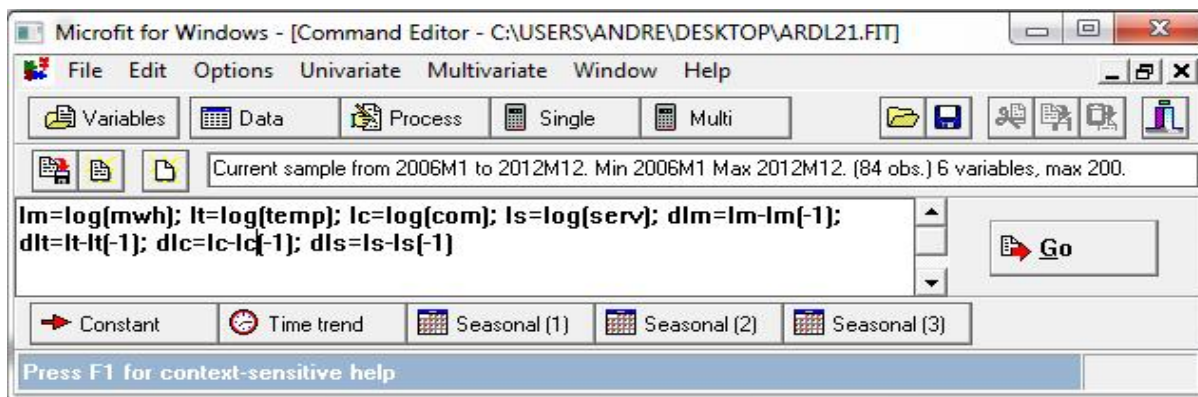 Microfit for Windows - [Command Editor - C:\USERS\ANDRE\DESKTOP\ARDL21.FIT]
File Edit Options Univariate Multivariate Window Help
Variables Data Process Single Multi
Current sample from 2006M1 to 2012M12. Min 2006M1 Max 2012M12. (84 obs.) 6 variables, max 200.
lm=log(mwh); lt=log(temp); lc=log(com); ls=log(serv); dlm=lm-lm(-1);
dlt=lt-lt(-1); dlc=lc-lc(-1); dls=ls-ls(-1)
Go
Constant Time trend Seasonal (1) Seasonal (2) Seasonal (3)
Press F1 for context-sensitive help